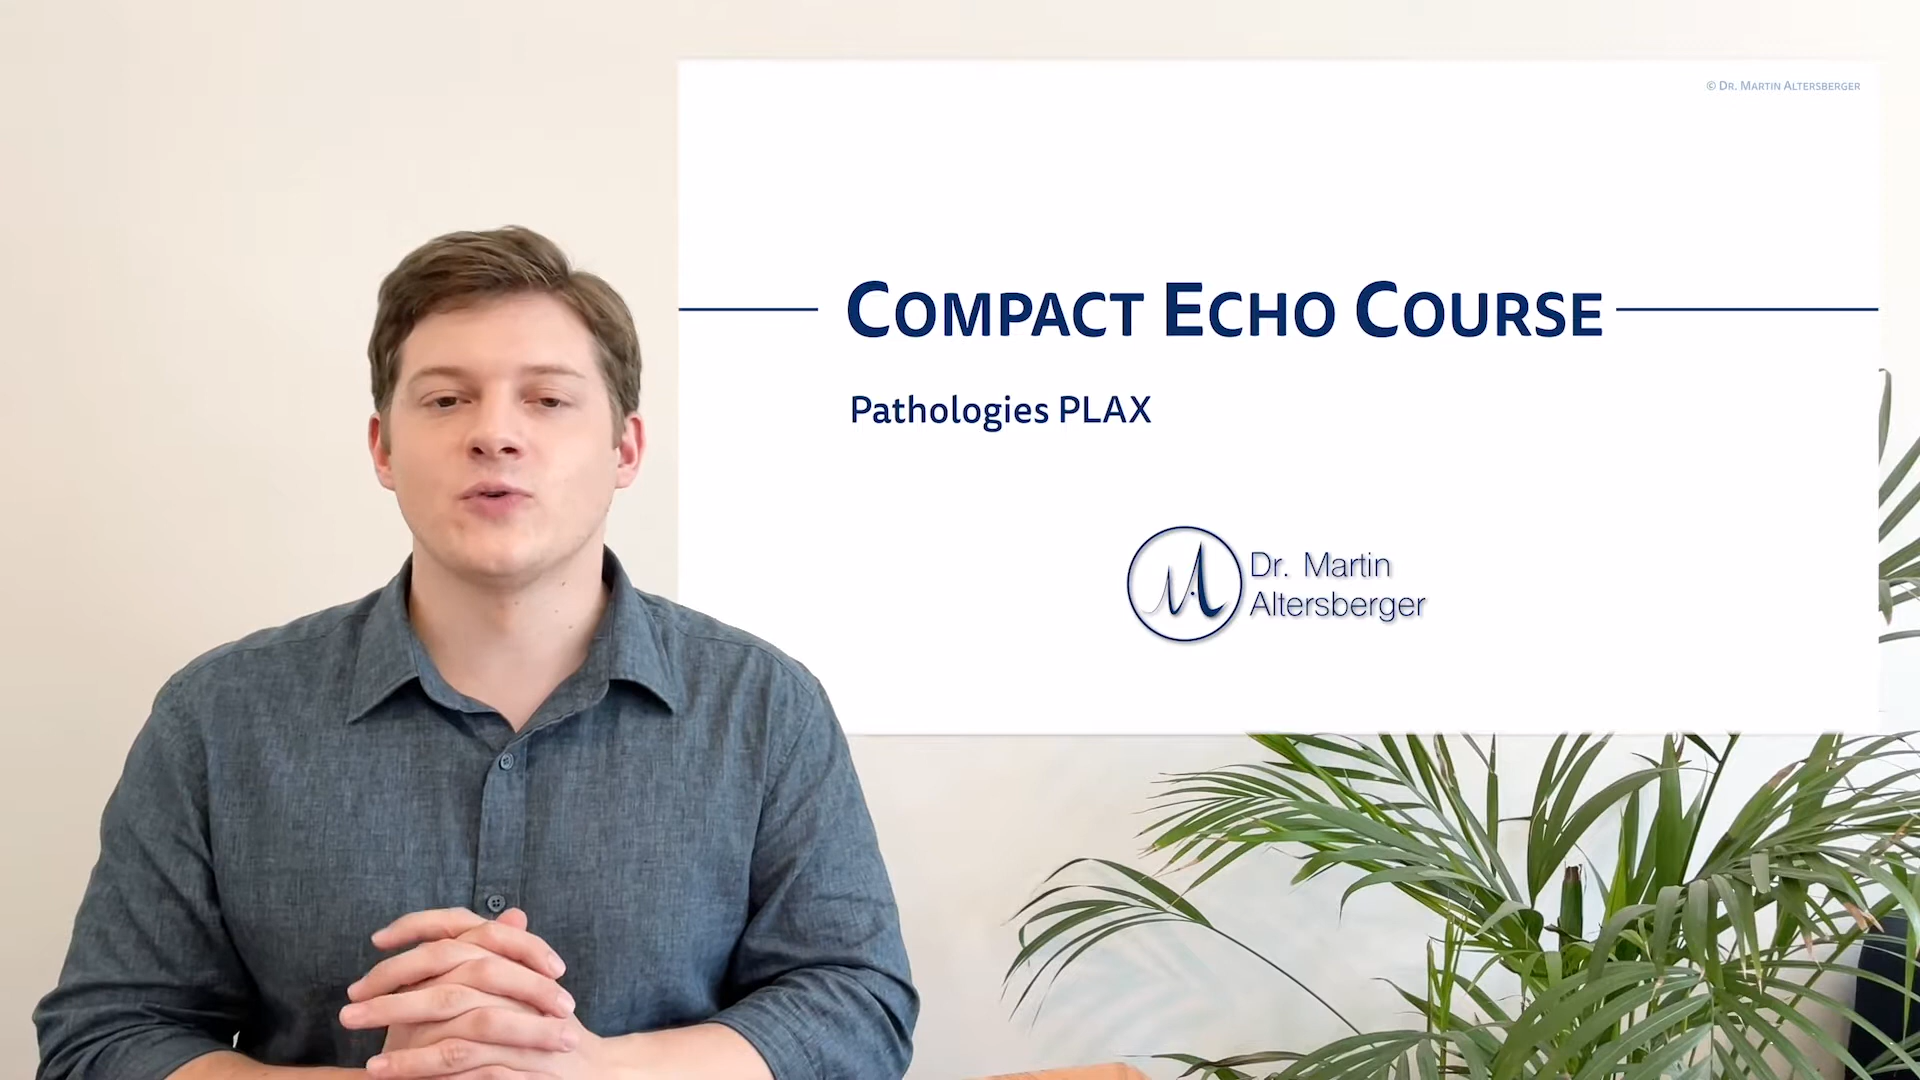 © Dr. Martin Altersberger
Compact Echo Course
Pathologies PLAX
Dr. Martin
Altersberger